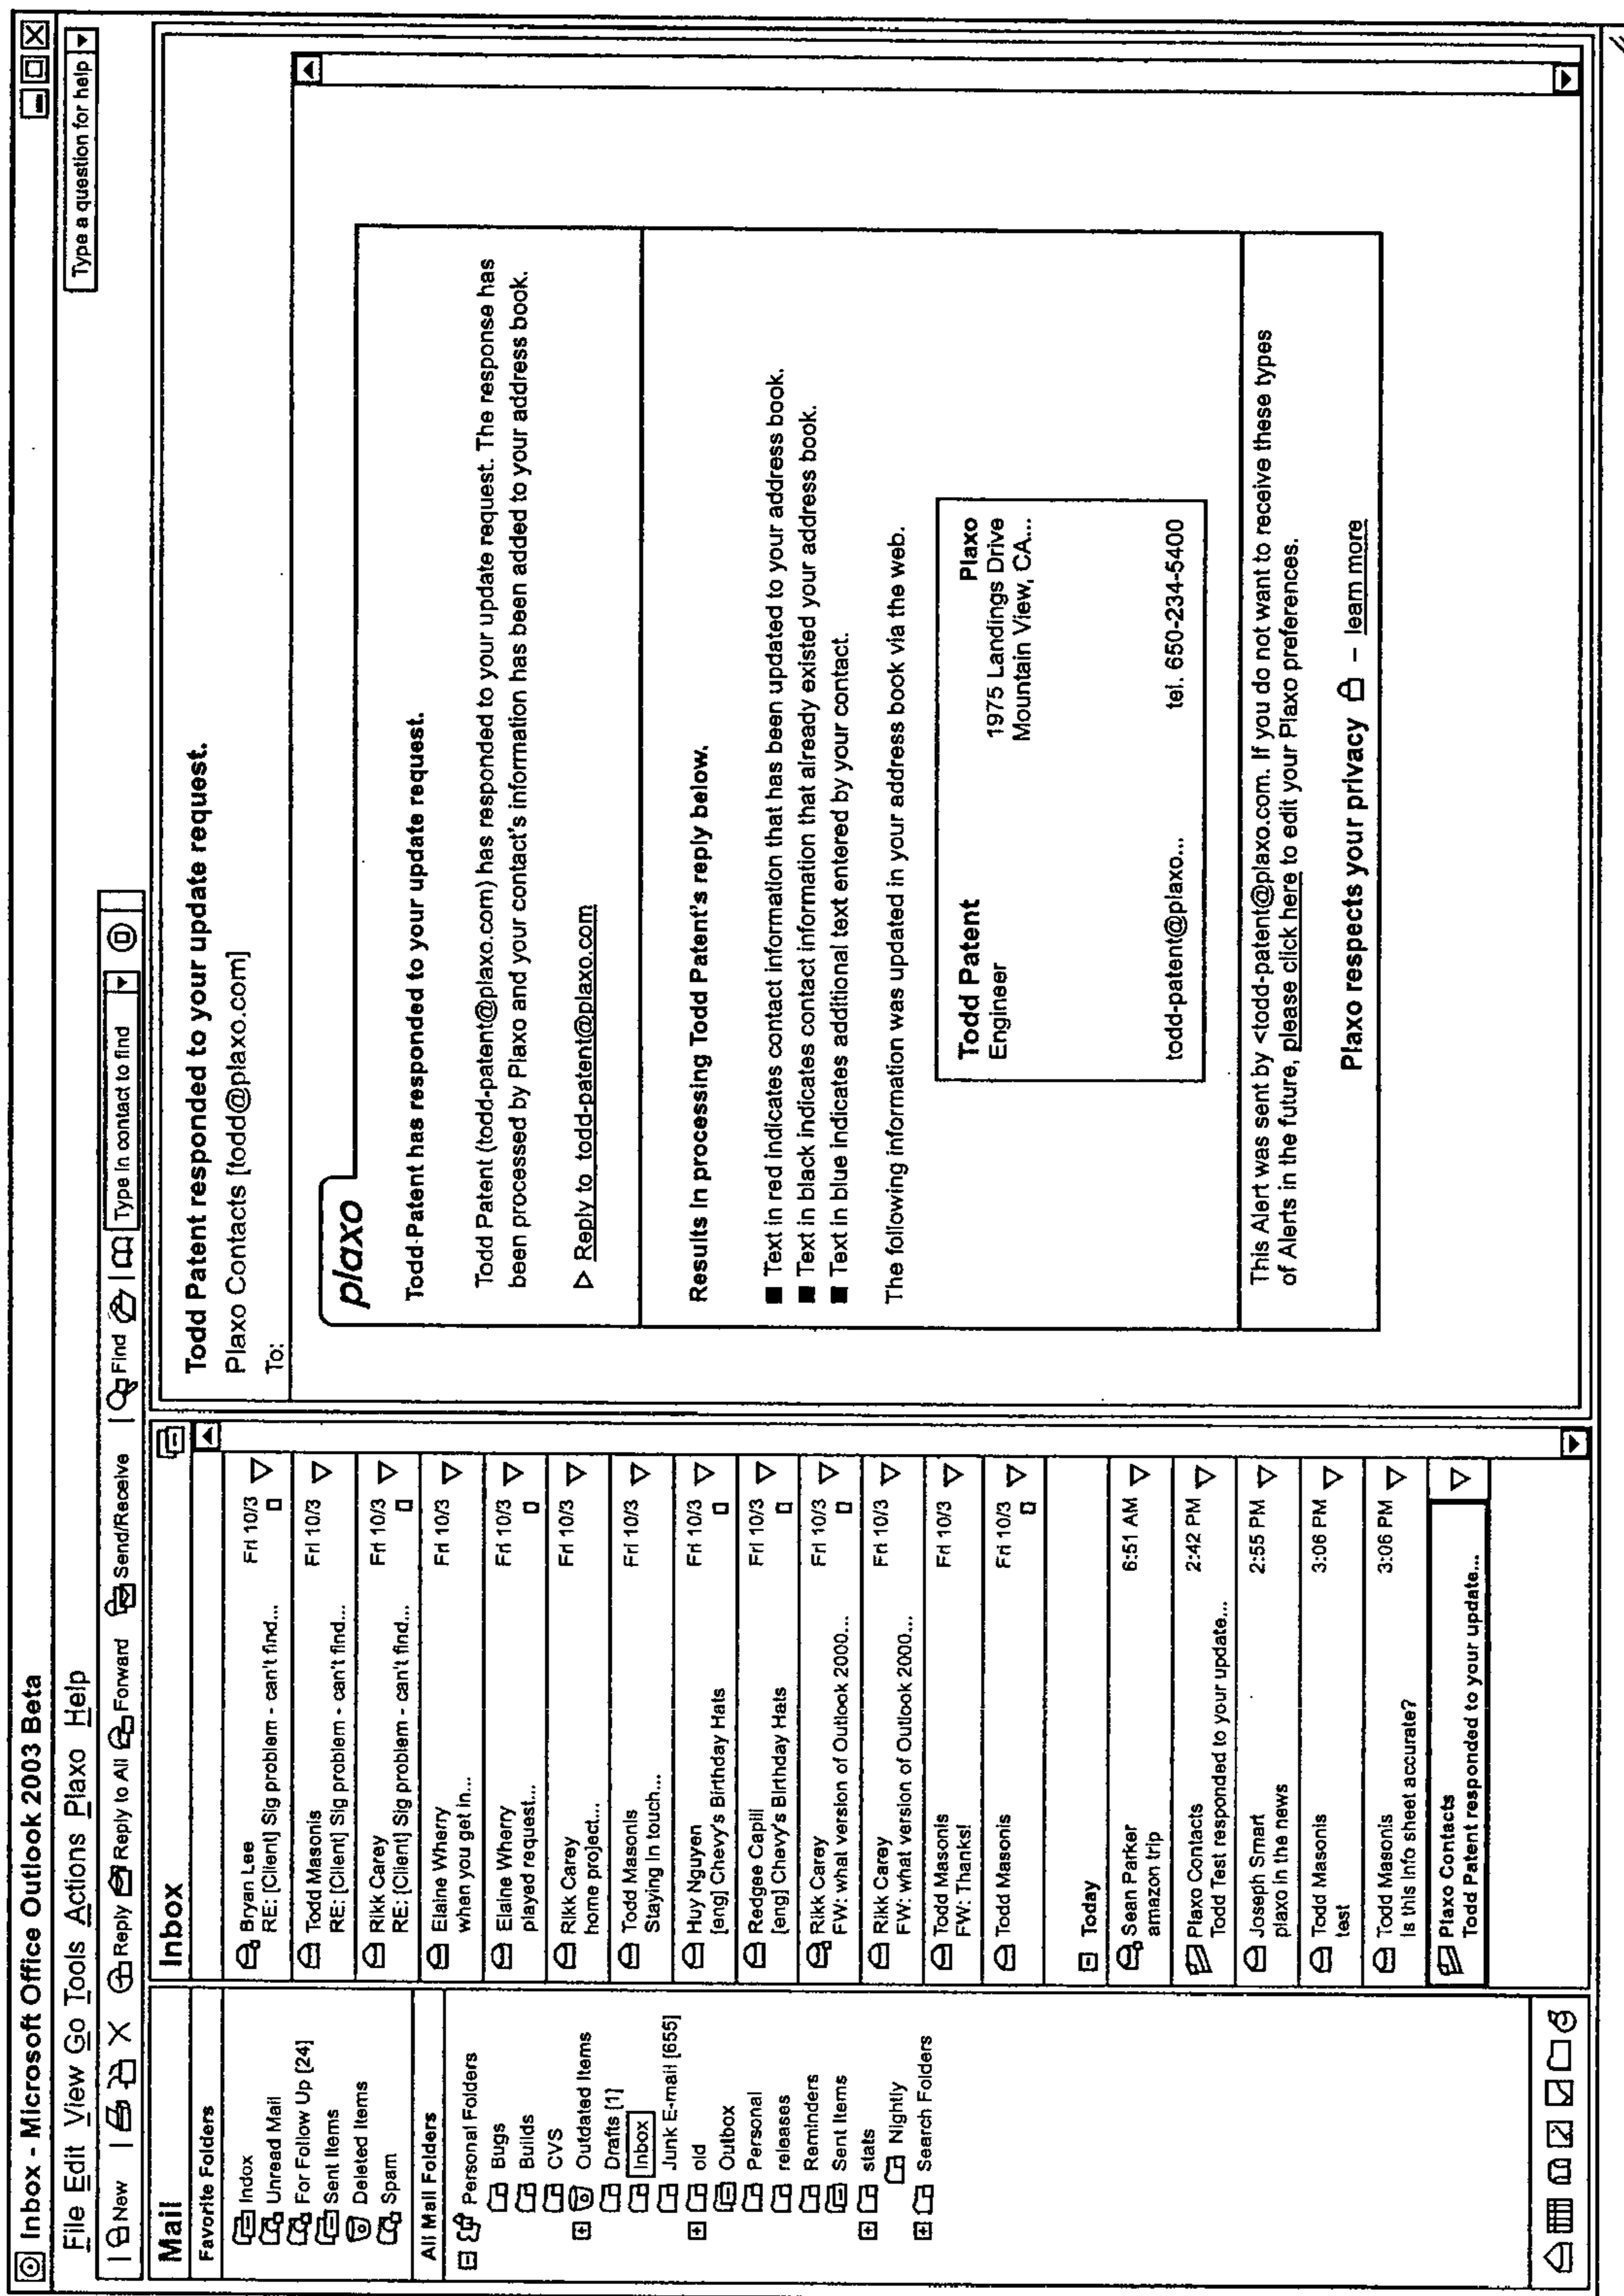 Inbox - Microsoft Office Outlook 2003 Beta
File Edit View Go Tools Actions Plaxo Help
Type a question for help
New
Reply
Reply to All
Forward
Send/Receive
Find
Type in contact to find
Mail
Favorite Folders
Indox
Unread Mail
For Follow Up [24]
Sent Items
Deleted Items
Spam
All Mail Folders
Personal Folders
Bugs
Builds
CVS
Outdated Items
Drafts [1]
Inbox
Junk E-mail [655]
old
Outbox
Personal
releases
Reminders
Sent Items
stats
Nightly
Search Folders
Inbox
Bryan Lee Fri 10/3
RE: [Client] Sig problem - can't find...
Todd Masonis Fri 10/3
RE: [Client] Sig problem - can't find...
Rikk Carey Fri 10/3
RE: [Client] Sig problem - can't find...
Elaine Wherry Fri 10/3
when you get in...
Elaine Wherry Fri 10/3
played request...
Rikk Carey Fri 10/3
home project...
Todd Masonis Fri 10/3
Staying In touch...
Huy Nguyen Fri 10/3
[eng] Chevy's Birthday Hats
Redgee Capili Fri 10/3
[eng] Chevy's Birthday Hats
Rikk Carey Fri 10/3
FW: what version of Outlook 2000...
Rikk Carey Fri 10/3
FW: what version of Outlook 2000...
Todd Masonis Fri 10/3
FW: Thanks!
Todd Masonis Fri 10/3
Today
Sean Parker 6:51 AM
amazon trip
Plaxo Contacts 2:42 PM
Todd Test responded to your update...
Joseph Smart 2:55 PM
plaxo in the news
Todd Masonis 3:06 PM
test
Todd Masonis 3:06 PM
Is this Info sheet accurate?
Plaxo Contacts
Todd Patent responded to your update...
Todd Patent responded to your update request.
Plaxo Contacts [todd@plaxo.com]
To:
plaxo
Todd-Patent has responded to your update request.
Todd Patent (todd-patent@plaxo.com) has responded to your update request. The response has
been processed by Plaxo and your contact's information has been added to your address book.
Reply to todd-patent@plaxo.com
Results in processing Todd Patent's reply below.
Text in red indicates contact information that has been updated to your address book.
Text in black indicates contact information that already existed your address book.
Text in blue indicates additional text entered by your contact.
The following information was updated in your address book via the web.
Todd Patent Plaxo
Engineer 1975 Landings Drive
Mountain View, CA...
todd-patent@plaxo... tel. 650-234-5400
This Alert was sent by <todd-patent@plaxo.com. If you do not want to receive these types
of Alerts in the future, please click here to edit your Plaxo preferences.
Plaxo respects your privacy – learn more